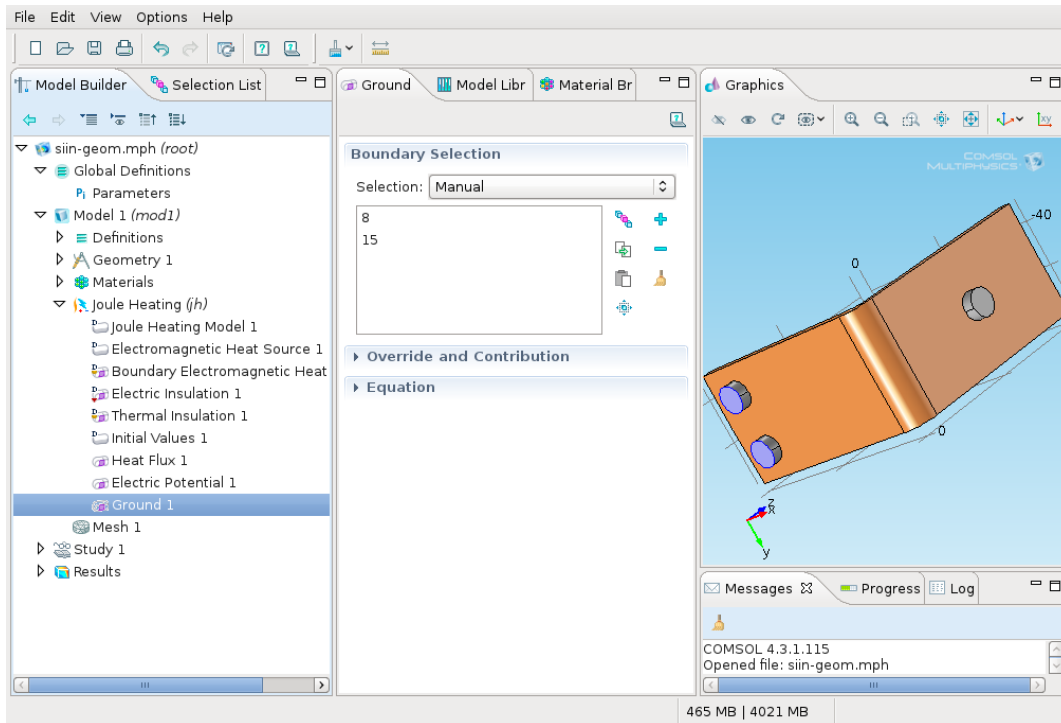 File Edit View Options Help
Model Builder Selection List
siin-geom.mph (root)
Global Definitions
Pi Parameters
Model 1 (mod1)
Definitions
Geometry 1
Materials
Joule Heating (jh)
Joule Heating Model 1
Electromagnetic Heat Source 1
Boundary Electromagnetic Heat
Electric Insulation 1
Thermal Insulation 1
Initial Values 1
Heat Flux 1
Electric Potential 1
Ground 1
Mesh 1
Study 1
Results
Ground Model Libr Material Br
Boundary Selection
Selection: Manual
8
15
Override and Contribution
Equation
Graphics
xy
COMSOL
MULTIPHYSICS
-40
0
0
z
x
y
Messages Progress Log
COMSOL 4.3.1.115
Opened file: siin-geom.mph
465 MB | 4021 MB